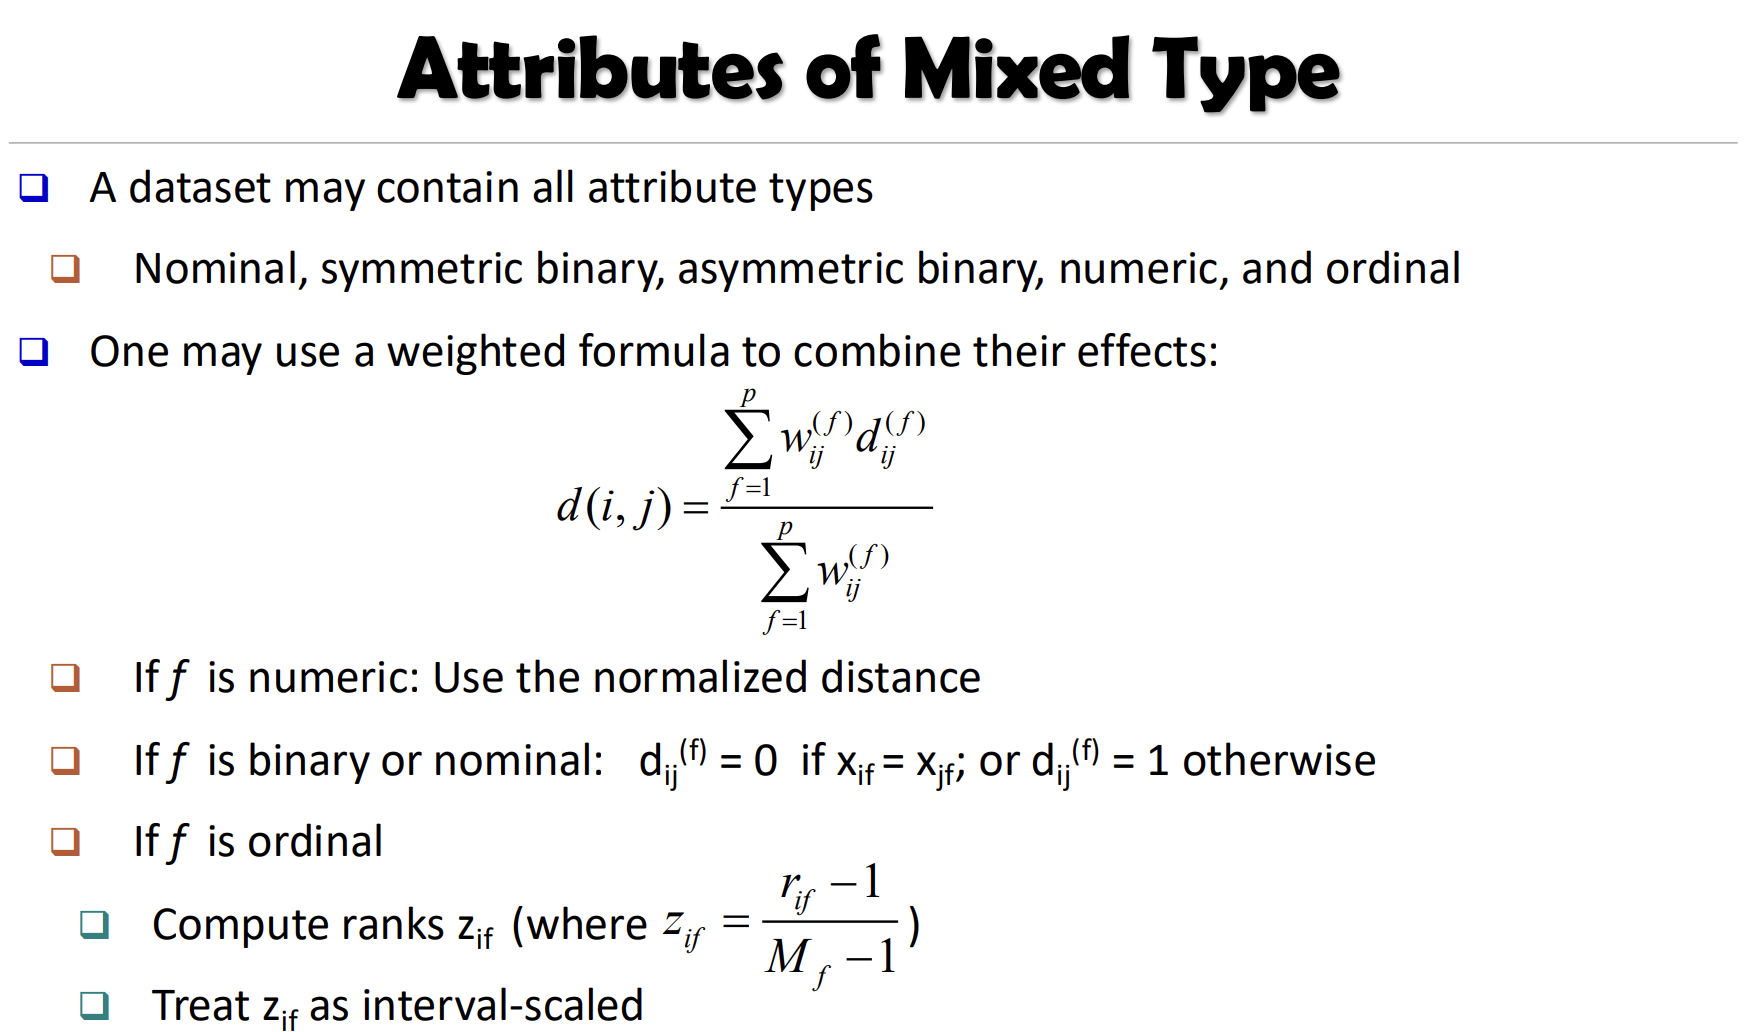 Attributes of Mixed Type
❑ A dataset may contain all attribute types
❑ Nominal, symmetric binary, asymmetric binary, numeric, and ordinal
❑ One may use a weighted formula to combine their effects:
$d(i, j) = \frac{\sum_{f=1}^{p} w_{ij}^{(f)} d_{ij}^{(f)}}{\sum_{f=1}^{p} w_{ij}^{(f)}}$
❑ If f is numeric: Use the normalized distance
❑ If f is binary or nominal: $d_{ij}^{(f)}$ = 0 if $x_{if}$ = $x_{jf}$; or $d_{ij}^{(f)}$ = 1 otherwise
❑ If f is ordinal
❑ Compute ranks $z_{if}$ (where $z_{if} = \frac{r_{if} - 1}{M_f - 1}$)
❑ Treat $z_{if}$ as interval-scaled